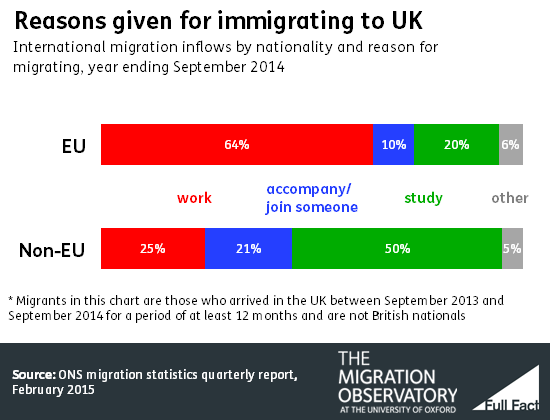 Reasons given for immigrating to UK
International migration inflows by nationality and reason for
migrating, year ending September 2014
EU
64%
10%
20%
6%
work
accompany/
join someone
study
other
Non-EU
25%
21%
50%
5%
* Migrants in this chart are those who arrived in the UK between September 2013 and
September 2014 for a period of at least 12 months and are not British nationals
Source: ONS migration statistics quarterly report,
February 2015
THE
MIGRATION
OBSERVATORY
AT THE UNIVERSITY OF OXFORD
Full Fact